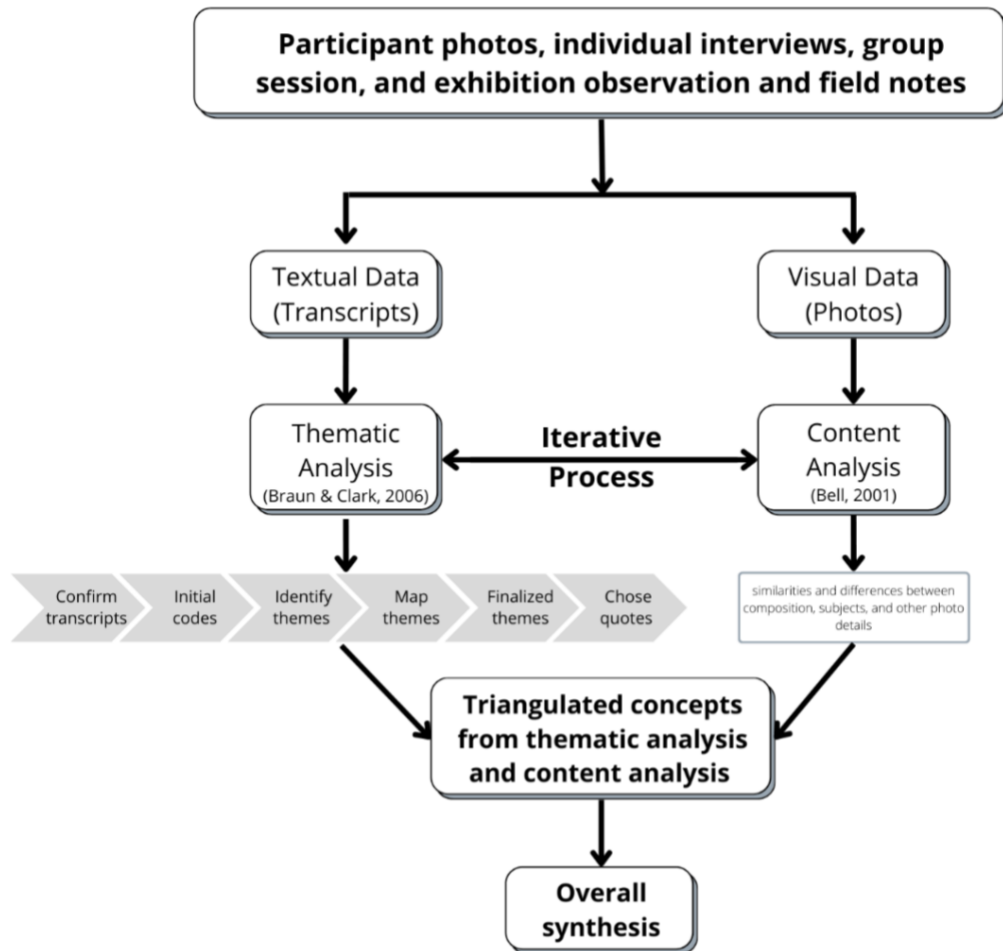 Participant photos, individual interviews, group
session, and exhibition observation and field notes
Textual Data
(Transcripts)
Visual Data
(Photos)
Thematic
Analysis
(Braun & Clark, 2006)
Iterative
Process
Content
Analysis
(Bell, 2001)
Confirm
transcripts
Initial
codes
Identify
themes
Map
themes
Finalized
themes
Chose
quotes
similarities and differences between
composition, subjects, and other photo
details
Triangulated concepts
from thematic analysis
and content analysis
Overall
synthesis